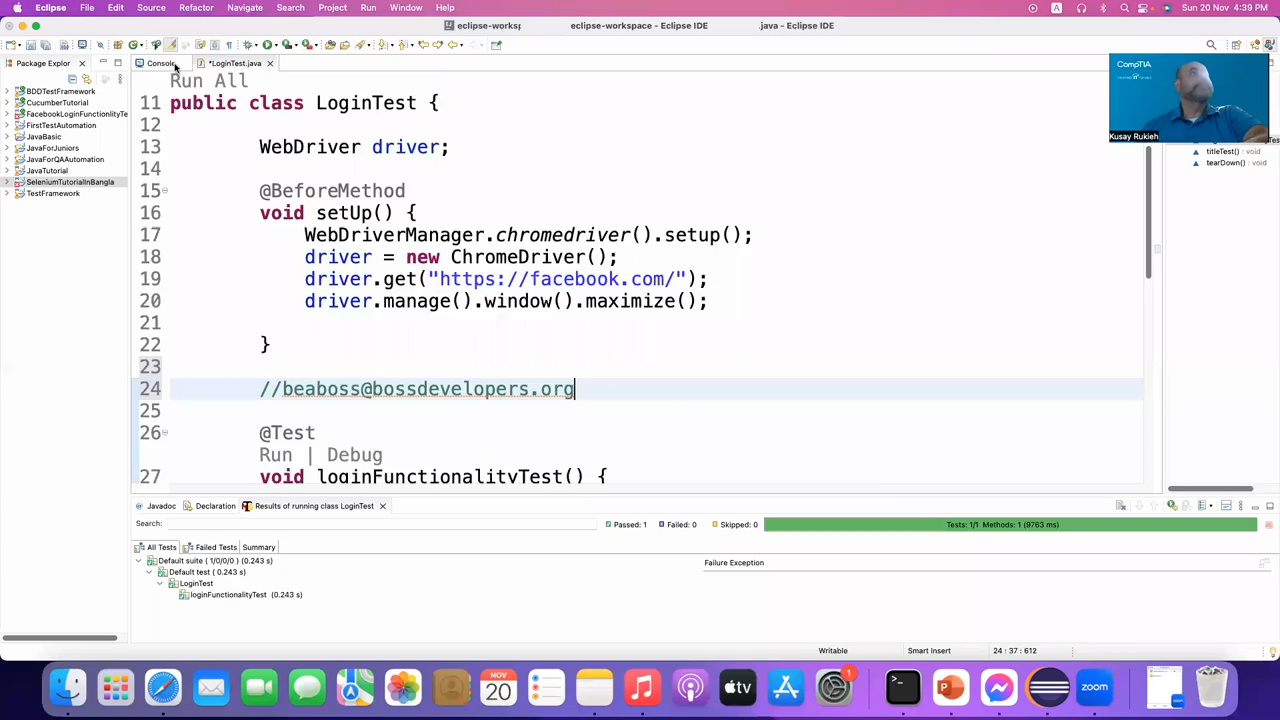 Eclipse File Edit Source Refactor Navigate Search Project Run Window Help Sun 20 Nov 4:39 PM
eclipse-worksp eclipse-workspace - Eclipse IDE .java - Eclipse IDE
Package Explor Console *LoginTest.java
BDDTestFramework
CucumberTutorial
FacebookLoginFunctionlityTe
FirstTestAutomation
JavaBasic
JavaForJuniors
JavaForQAAutomation
JavaTutorial
SeleniumTutorialInBangla
TestFramework
Run All
11 public class LoginTest {
12
13 WebDriver driver;
14
15 @BeforeMethod
16 void setUp() {
17 WebDriverManager.chromedriver().setup();
18 driver = new ChromeDriver();
19 driver.get("https://facebook.com/");
20 driver.manage().window().maximize();
21
22 }
23
24 //beaboss@bossdevelopers.org
25
26 @Test
Run | Debug
27 void loginFunctionalityTest() {
CompTIA
Kusay Rukieh
titleTest() : void
tearDown() : void
Javadoc Declaration Results of running class LoginTest
Search: Passed: 1 Failed: 0 Skipped: 0 Tests: 1/1 Methods: 1 (9763 ms)
All Tests Failed Tests Summary
Default suite ( 1/0/0/0 ) (0.243 s)
Default test ( 0.243 s)
LoginTest
loginFunctionalityTest (0.243 s)
Failure Exception
Writable Smart Insert 24 : 37 : 612
NOV
20
tv
1
zoom